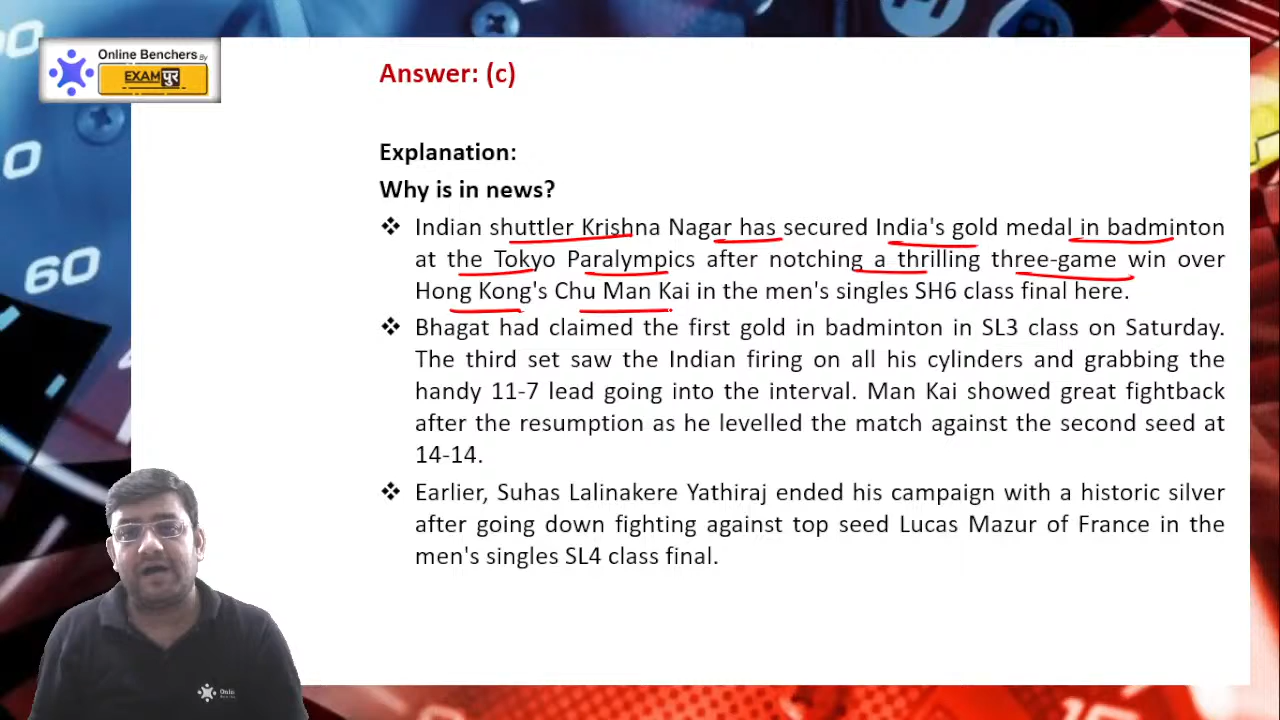 Online Benchers By
EXAMপুর
Answer: (c)
Explanation:
Why is in news?
❖ Indian shuttler Krishna Nagar has secured India's gold medal in badminton
at the Tokyo Paralympics after notching a thrilling three-game win over
Hong Kong's Chu Man Kai in the men's singles SH6 class final here.
❖ Bhagat had claimed the first gold in badminton in SL3 class on Saturday.
The third set saw the Indian firing on all his cylinders and grabbing the
handy 11-7 lead going into the interval. Man Kai showed great fightback
after the resumption as he levelled the match against the second seed at
14-14.
❖ Earlier, Suhas Lalinakere Yathiraj ended his campaign with a historic silver
after going down fighting against top seed Lucas Mazur of France in the
men's singles SL4 class final.
00
0
60
10